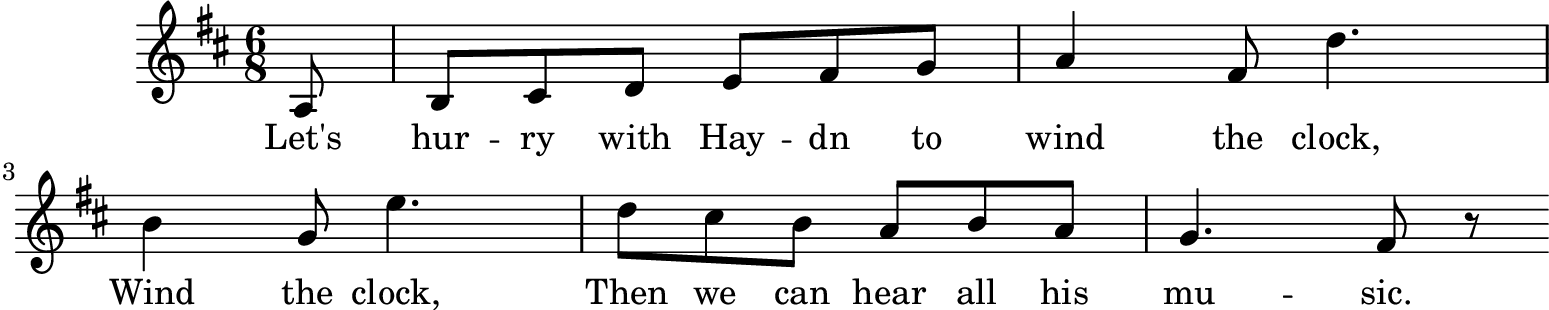 6
8
Let's hur - ry with Hay - dn to wind the clock,
3
Wind the clock, Then we can hear all his mu - sic.